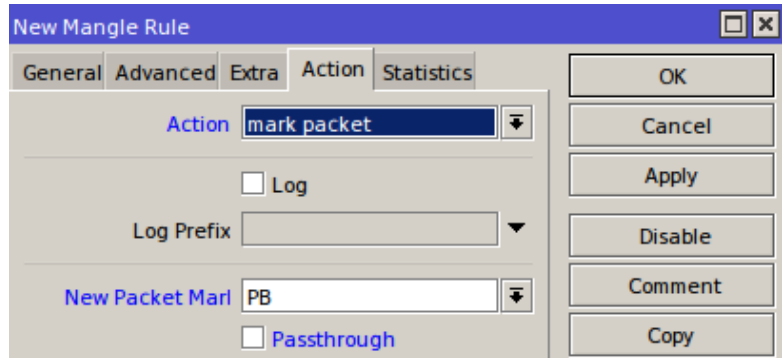 New Mangle Rule
General Advanced Extra Action Statistics
OK
Action mark packet
Cancel
Log
Apply
Log Prefix
Disable
New Packet Marl PB
Comment
Passthrough
Copy